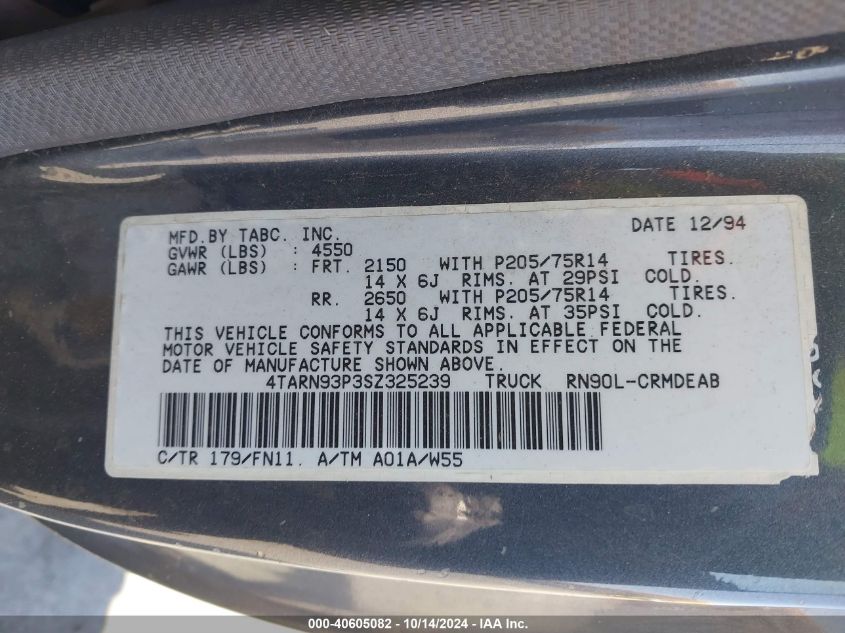 MFD.BY TABC. INC. DATE 12/94
GVWR (LBS) : 4550
GAWR (LBS) : FRT. 2150 WITH P205/75R14 TIRES.
14 X 6J RIMS. AT 29PSI COLD.
RR. 2650 WITH P205/75R14 TIRES.
14 X 6J RIMS. AT 35PSI COLD.
THIS VEHICLE CONFORMS TO ALL APPLICABLE FEDERAL
MOTOR VEHICLE SAFETY STANDARDS IN EFFECT ON THE
DATE OF MANUFACTURE SHOWN ABOVE.
4TARN93P3SZ325239 TRUCK RN90L-CRMDEAB
C/TR 179/FN11. A/TM A01A/W55
000-40605082 - 10/14/2024 - IAA Inc.